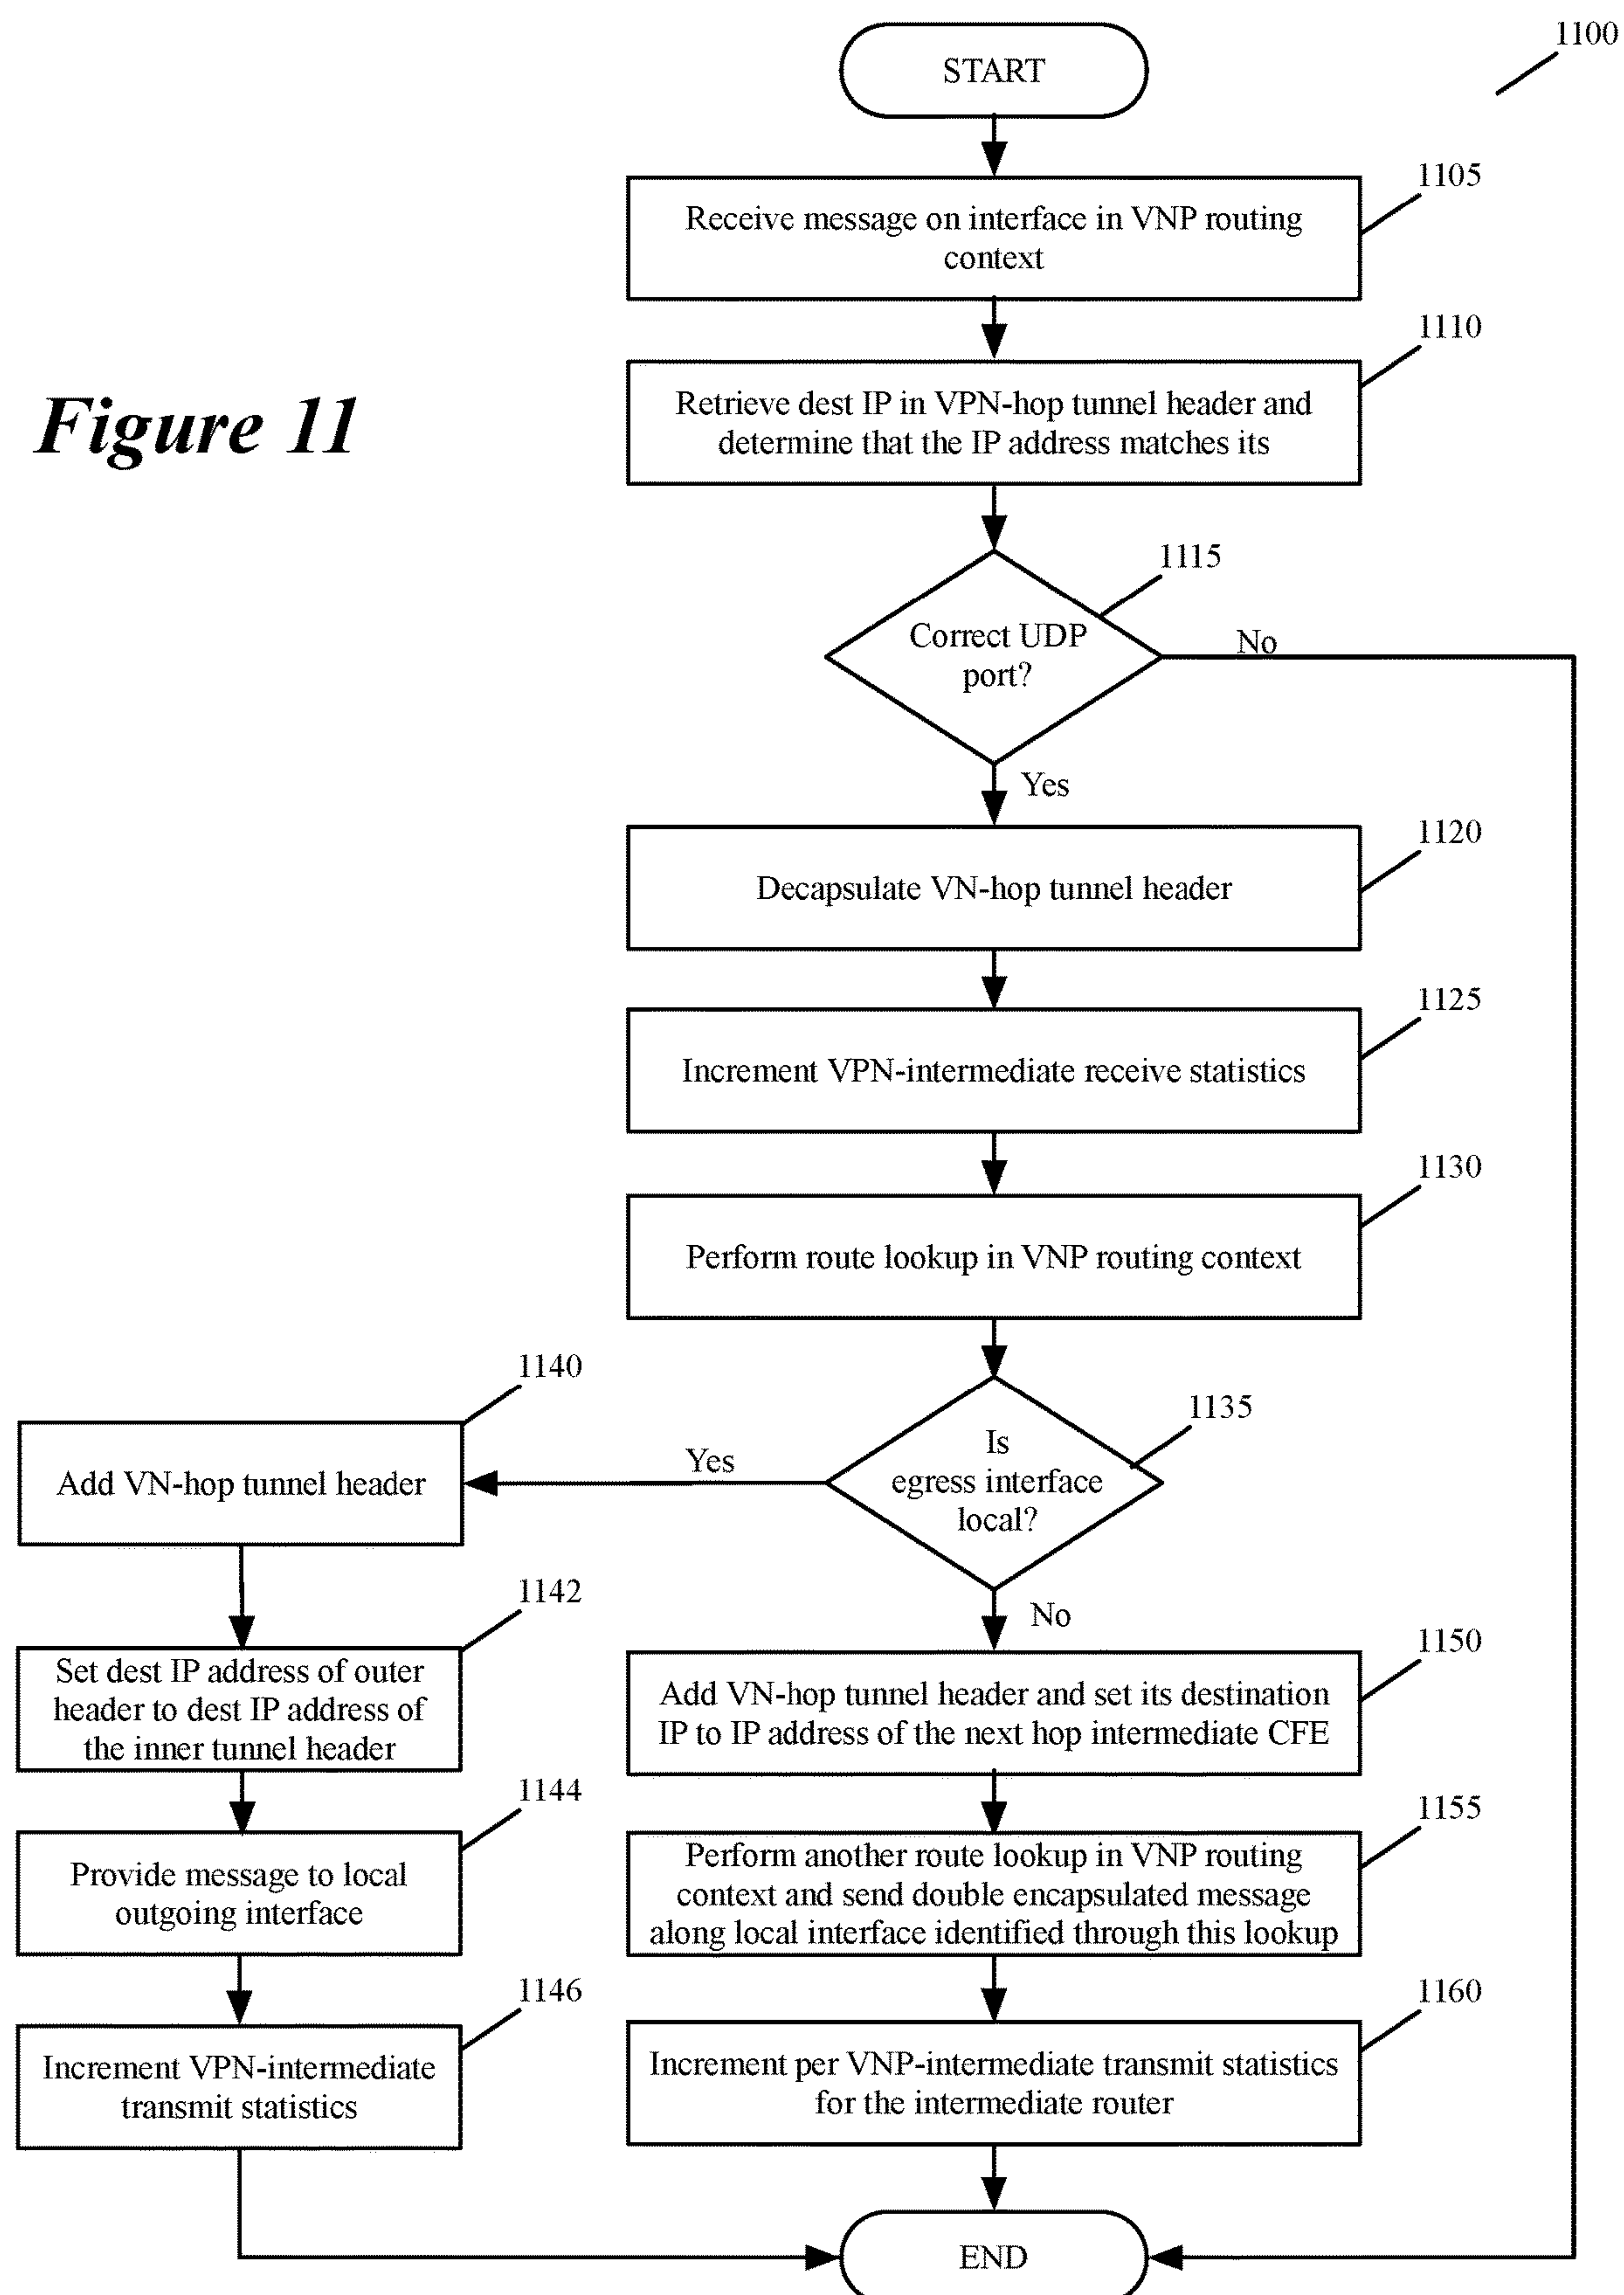 START
1100
1105
Receive message on interface in VNP routing
context
1110
Retrieve dest IP in VPN-hop tunnel header and
determine that the IP address matches its
Figure 11
1115
Correct UDP
port?
No
Yes
1120
Decapsulate VN-hop tunnel header
1125
Increment VPN-intermediate receive statistics
1130
Perform route lookup in VNP routing context
1135
Is
egress interface
local?
Yes
1140
Add VN-hop tunnel header
1142
Set dest IP address of outer
header to dest IP address of
the inner tunnel header
1144
Provide message to local
outgoing interface
1146
Increment VPN-intermediate
transmit statistics
No
1150
Add VN-hop tunnel header and set its destination
IP to IP address of the next hop intermediate CFE
1155
Perform another route lookup in VNP routing
context and send double encapsulated message
along local interface identified through this lookup
1160
Increment per VNP-intermediate transmit statistics
for the intermediate router
END